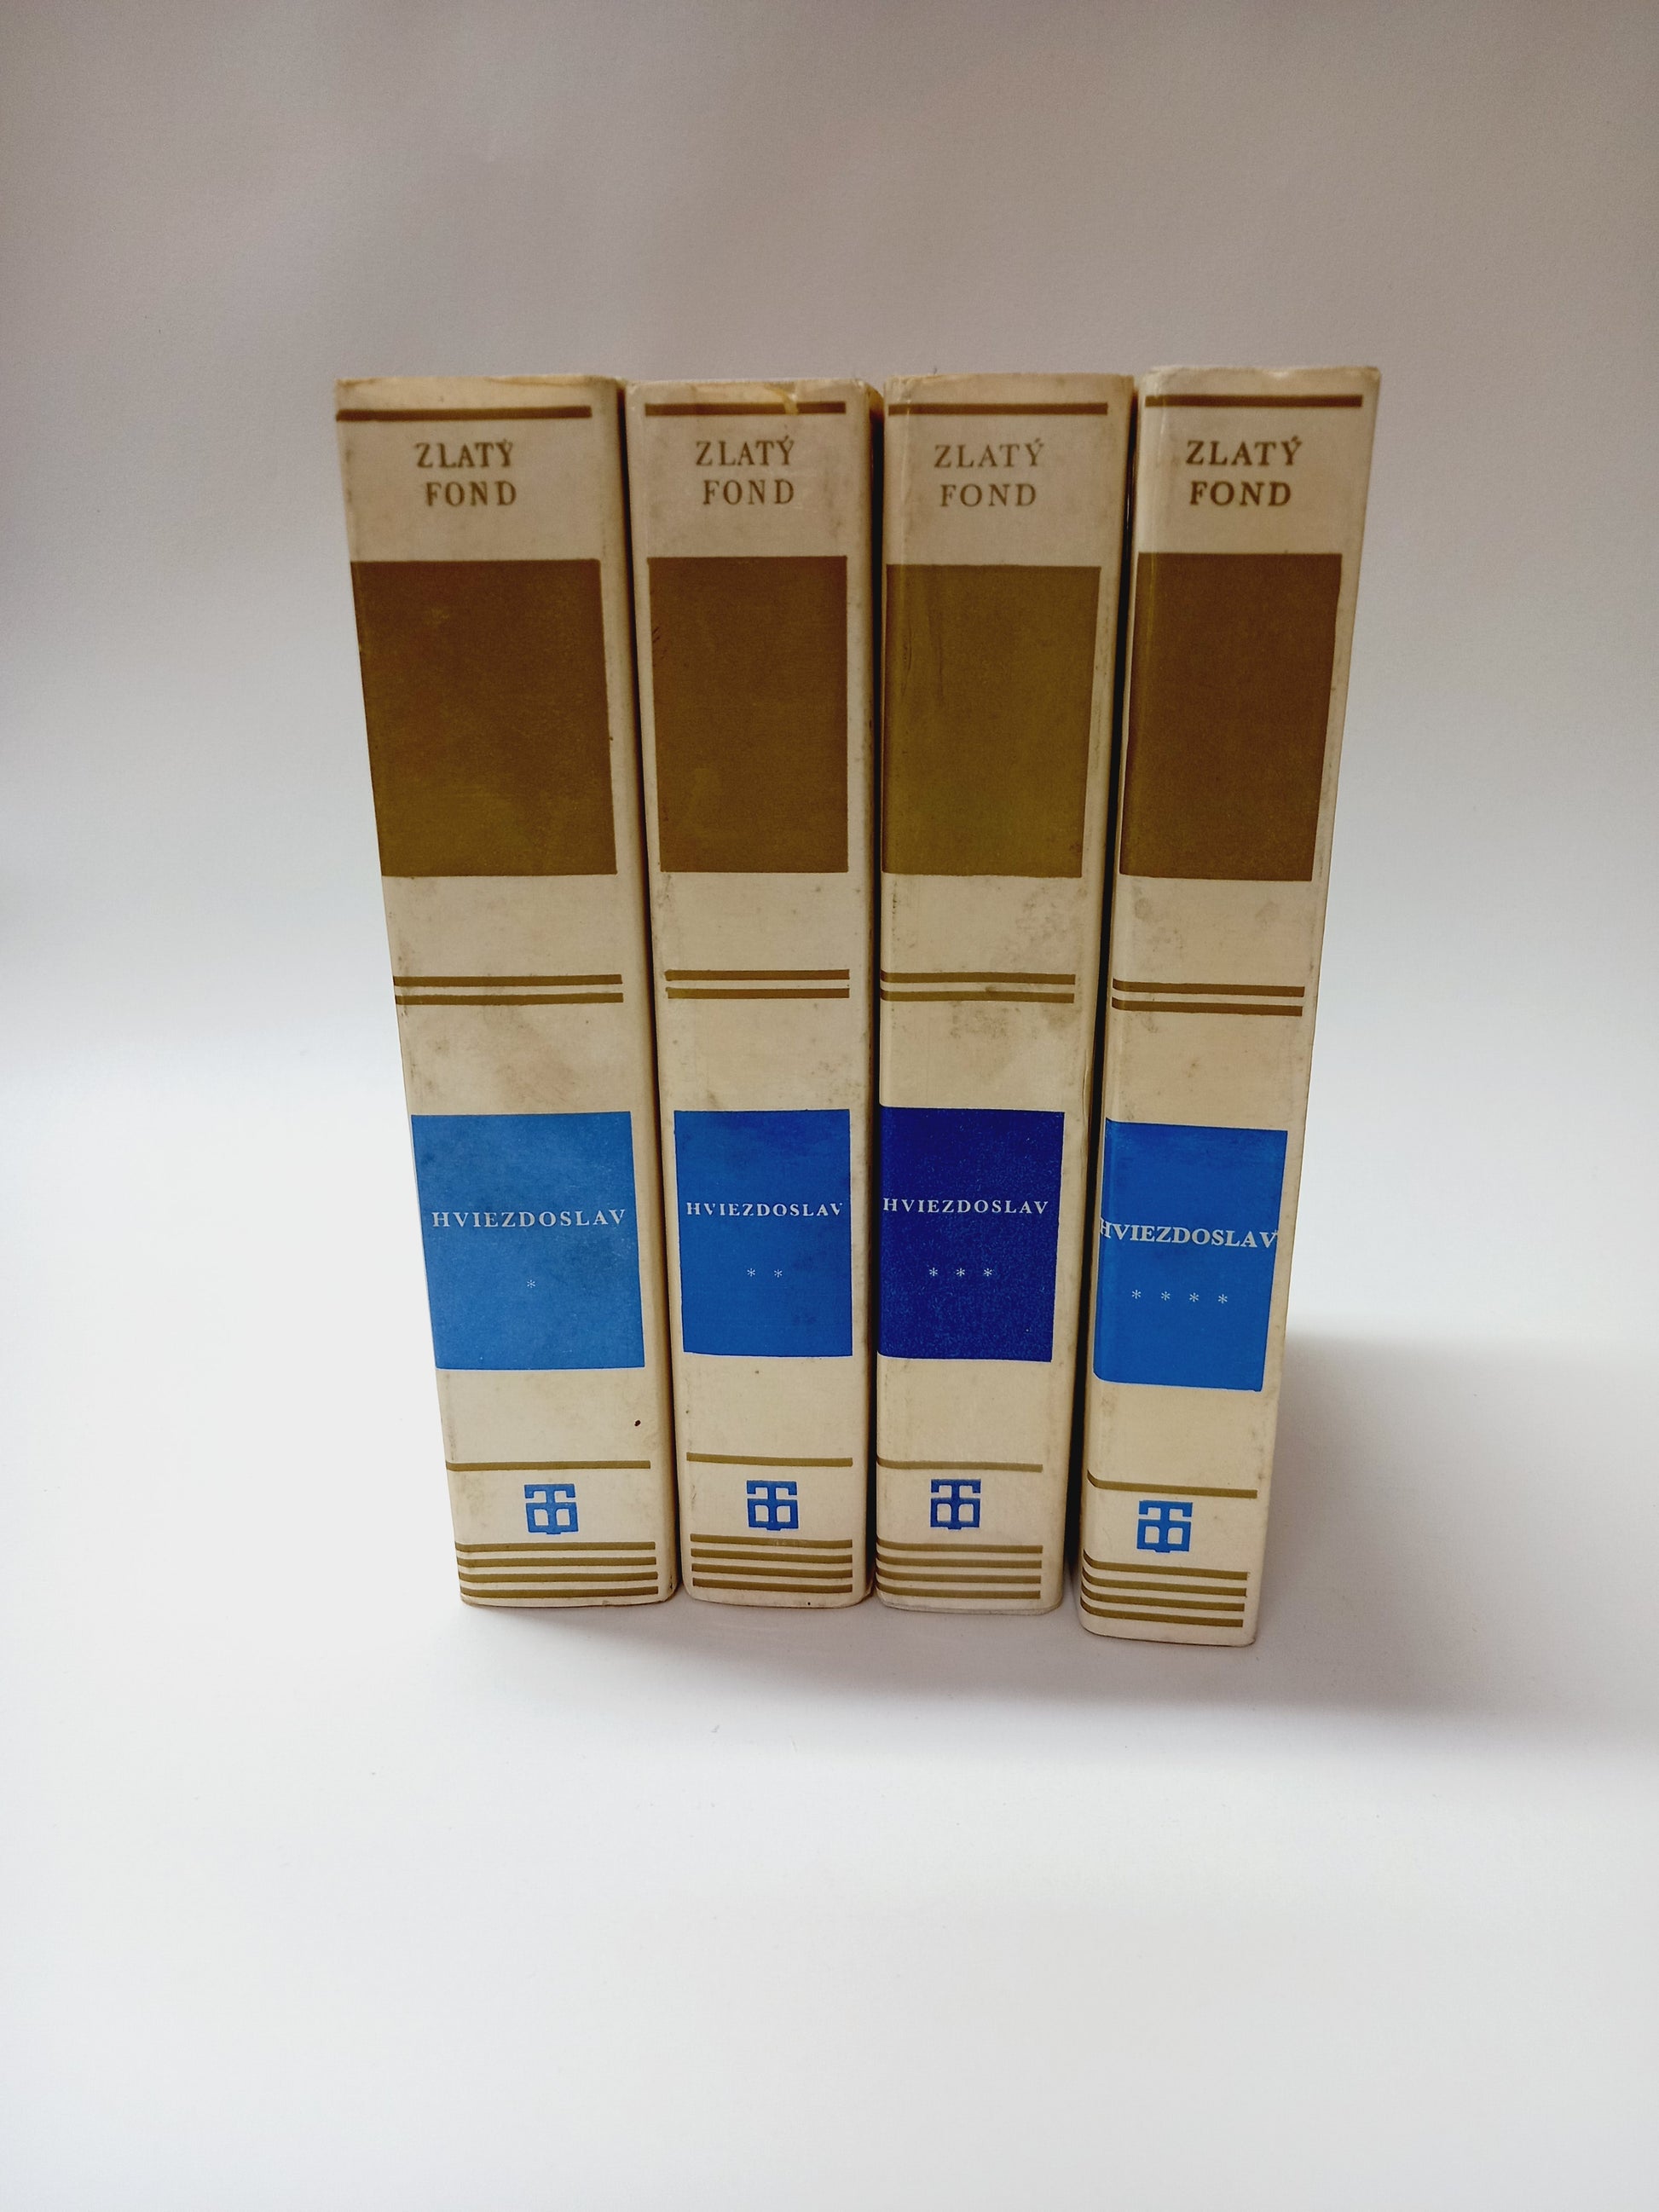 ZLATÝ
FOND
HVIEZDOSLAV
*
ZLATÝ
FOND
HVIEZDOSLAV
* *
ZLATÝ
FOND
HVIEZDOSLAV
* * *
ZLATÝ
FOND
HVIEZDOSLAV
* * * *